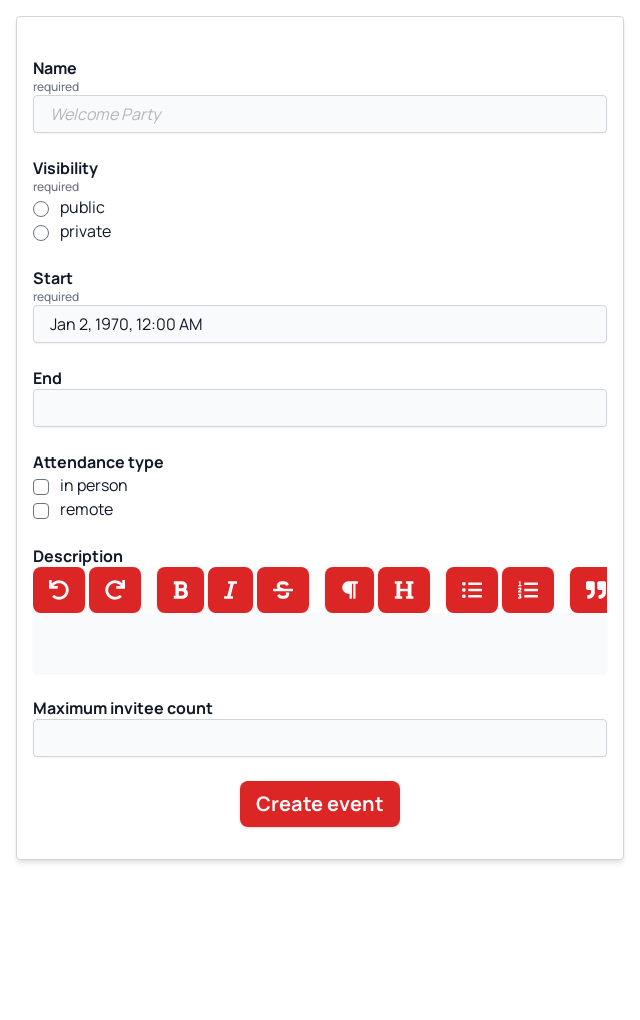 Name
required
Welcome Party
Visibility
required
public
private
Start
required
Jan 2, 1970, 12:00 AM
End
Attendance type
in person
remote
Description
Maximum invitee count
Create event